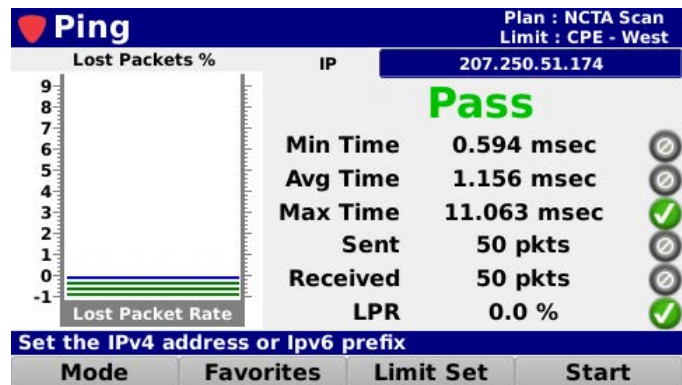 Ping
Plan : NCTA Scan
Limit : CPE - West
Lost Packets %
IP 207.250.51.174
9
8
7
6
5
4
3
2
1
0
-1
Lost Packet Rate
Pass
Min Time 0.594 msec
Avg Time 1.156 msec
Max Time 11.063 msec
Sent 50 pkts
Received 50 pkts
LPR 0.0 %
Set the IPv4 address or Ipv6 prefix
Mode Favorites Limit Set Start